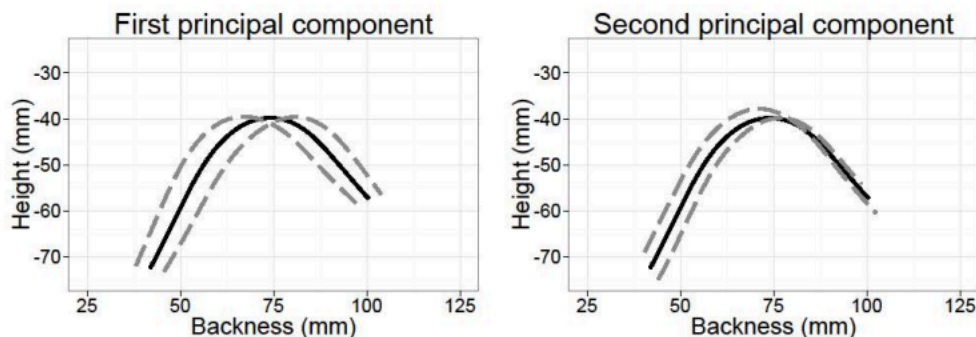 First principal component
Height (mm)
-30
-40
-50
-60
-70
25 50 75 100 125
Backness (mm)
Second principal component
Height (mm)
-30
-40
-50
-60
-70
25 50 75 100 125
Backness (mm)